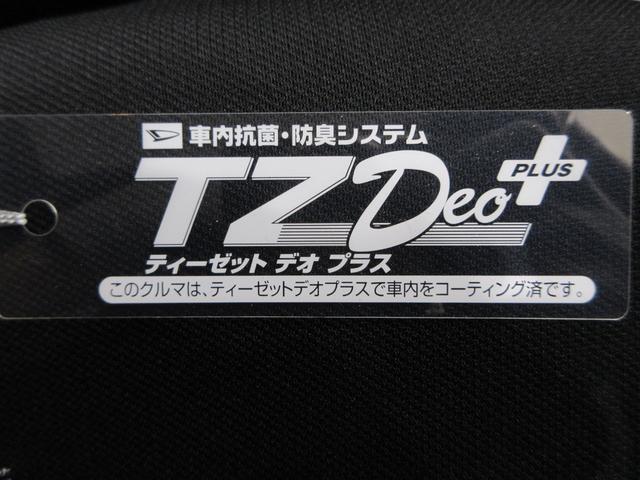 車内抗菌・防臭システム
TZ Deo PLUS
ティーゼット デオ プラス
このクルマは、ティーゼットデオプラスで車内をコーティング済です。